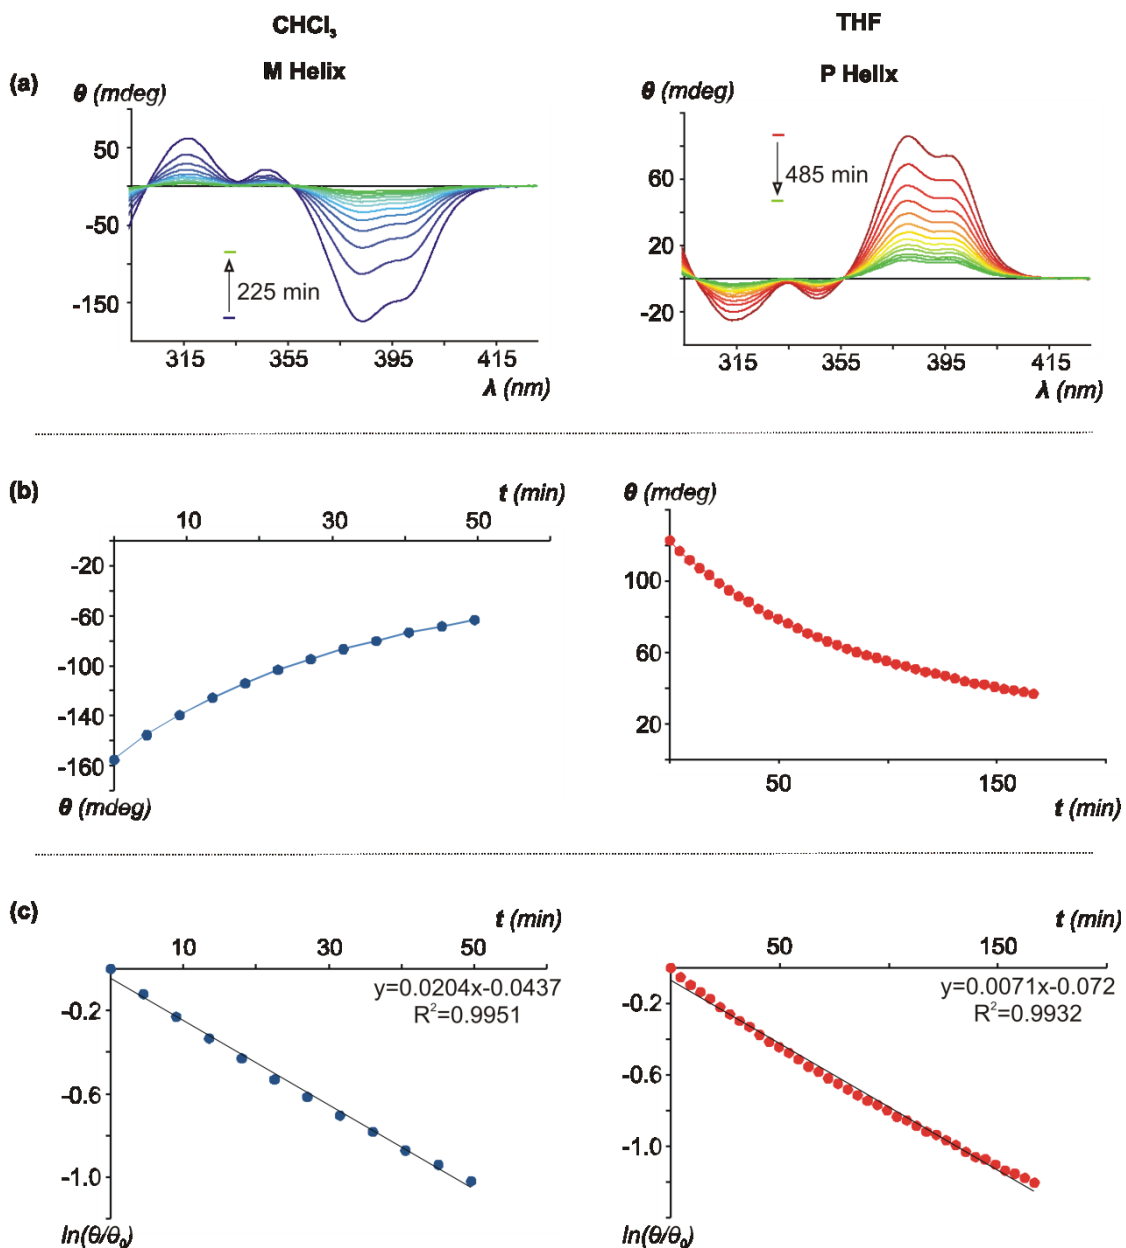 CHCl₃
THF
M Helix
P Helix
(a)
θ (mdeg)
50
-50
-150
225 min
315
355
395
415
λ (nm)
60
20
-20
485 min
315
355
395
415
λ (nm)
(b)
t (min)
10
30
50
-20
-60
-100
-140
-160
θ (mdeg)
θ (mdeg)
100
60
20
50
150
t (min)
(c)
t (min)
10
30
50
y=0.0204x-0.0437
R²=0.9951
-0.2
-0.6
-1.0
ln(θ/θ₀)
t (min)
50
150
y=0.0071x-0.072
R²=0.9932
-0.2
-0.6
-1.0
ln(θ/θ₀)